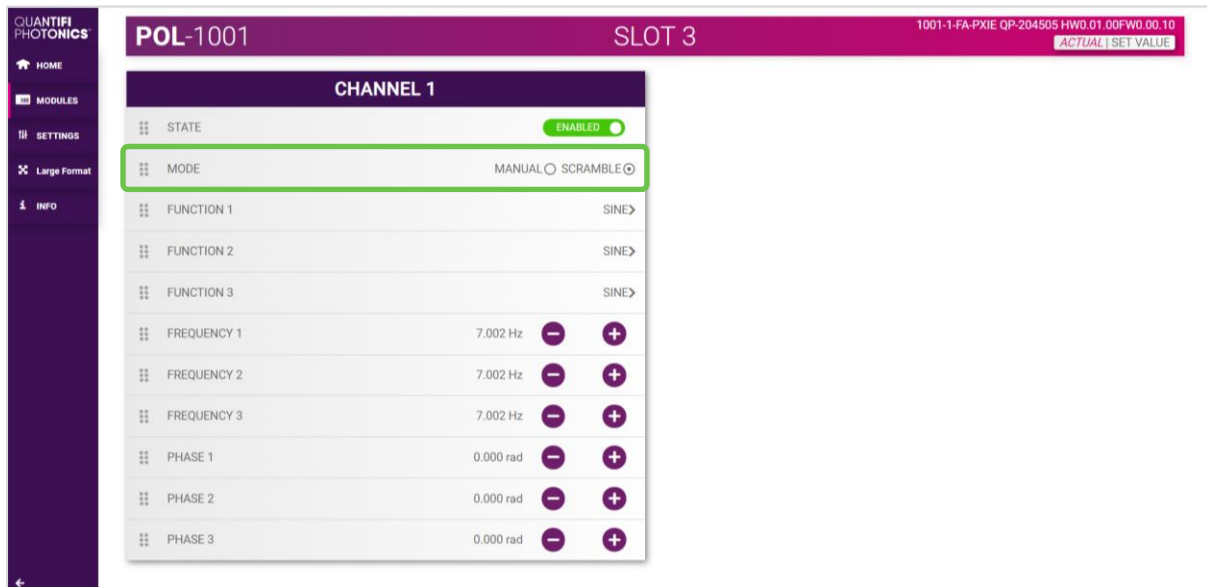 QUANTIFI
PHOTONICS
HOME
MODULES
SETTINGS
Large Format
INFO
POL-1001
SLOT 3
1001-1-FA-PXIE QP-204505 HW0.01.00FW0.00.10
ACTUAL | SET VALUE
CHANNEL 1
STATE ENABLED
MODE MANUAL SCRAMBLE
FUNCTION 1 SINE
FUNCTION 2 SINE
FUNCTION 3 SINE
FREQUENCY 1 7.002 Hz
FREQUENCY 2 7.002 Hz
FREQUENCY 3 7.002 Hz
PHASE 1 0.000 rad
PHASE 2 0.000 rad
PHASE 3 0.000 rad